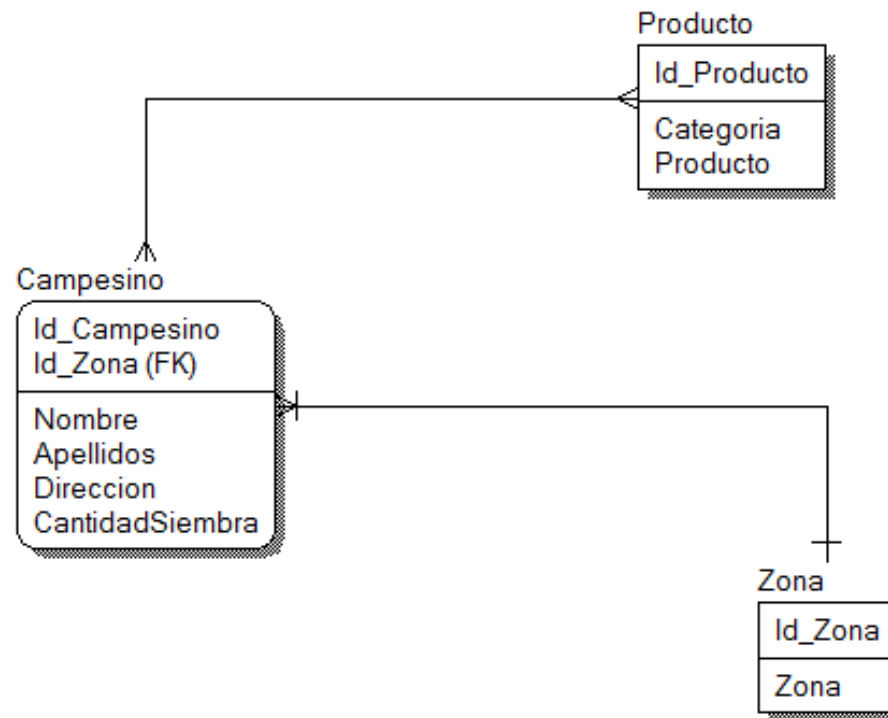 Producto
Id_Producto
Categoria
Producto
Campesino
Id_Campesino
Id_Zona (FK)
Nombre
Apellidos
Direccion
CantidadSiembra
Zona
Id_Zona
Zona